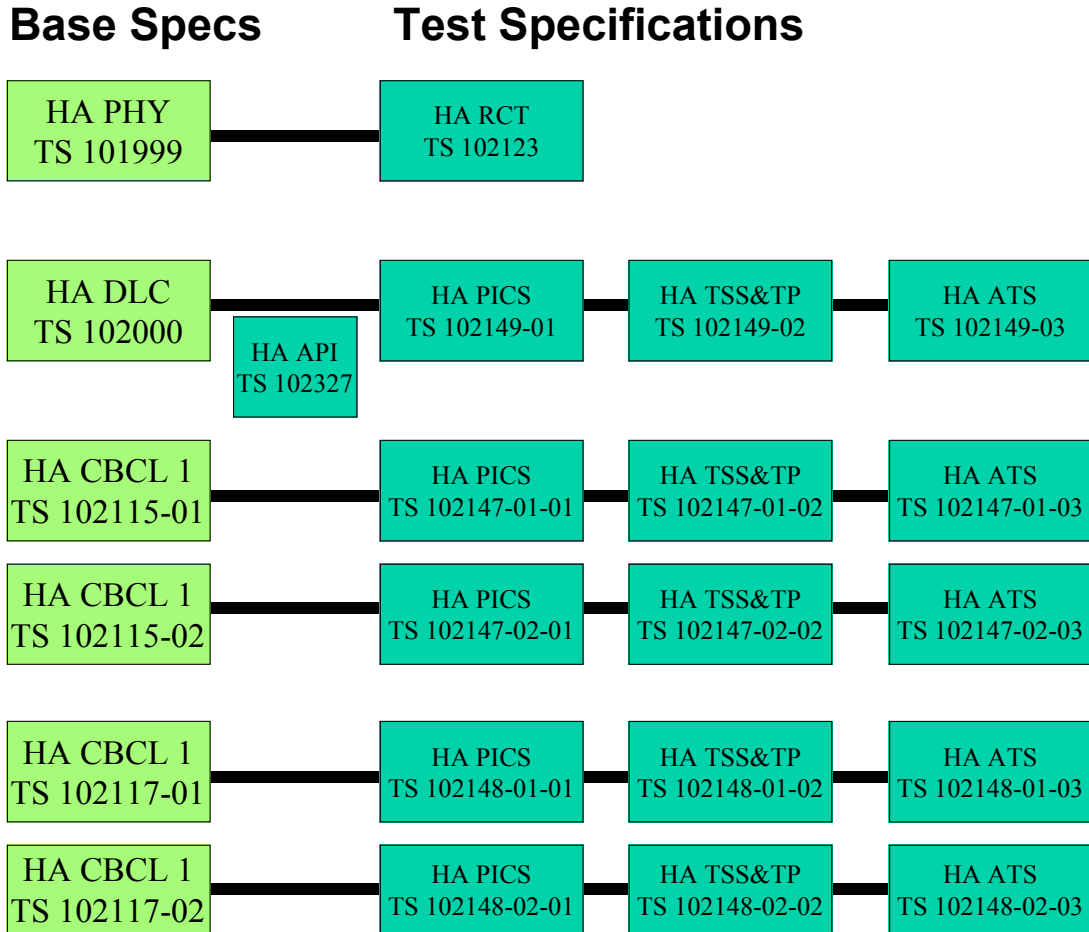 Base Specs
Test Specifications
HA PHY
TS 101999
HA RCT
TS 102123
HA DLC
TS 102000
HA API
TS 102327
HA PICS
TS 102149-01
HA TSS&TP
TS 102149-02
HA ATS
TS 102149-03
HA CBCL 1
TS 102115-01
HA PICS
TS 102147-01-01
HA TSS&TP
TS 102147-01-02
HA ATS
TS 102147-01-03
HA CBCL 1
TS 102115-02
HA PICS
TS 102147-02-01
HA TSS&TP
TS 102147-02-02
HA ATS
TS 102147-02-03
HA CBCL 1
TS 102117-01
HA PICS
TS 102148-01-01
HA TSS&TP
TS 102148-01-02
HA ATS
TS 102148-01-03
HA CBCL 1
TS 102117-02
HA PICS
TS 102148-02-01
HA TSS&TP
TS 102148-02-02
HA ATS
TS 102148-02-03